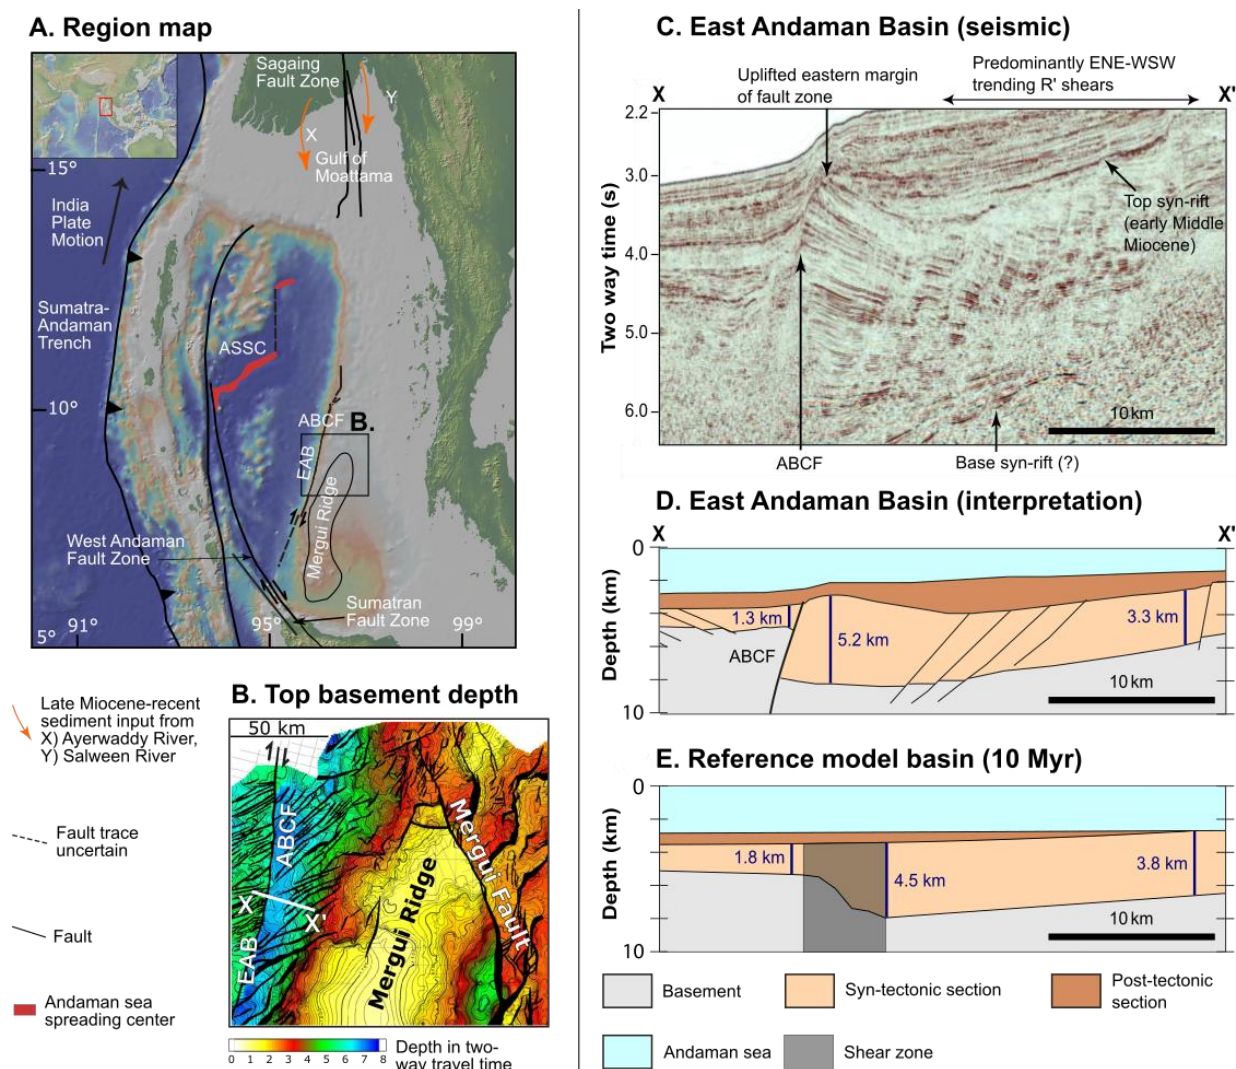 A. Region map
Sagaing
Fault Zone
Y
X
Gulf of
Moattama
15°
India
Plate
Motion
Sumatra-
Andaman
Trench
ASSC
10°
ABCF
B.
EAB
Mergui Ridge
West Andaman
Fault Zone
Sumatran
Fault Zone
5° 91°
95°
99°
Late Miocene-recent
sediment input from
X) Ayerwaddy River,
Y) Salween River
Fault trace
uncertain
Fault
Andaman sea
spreading center
B. Top basement depth
50 km
ABCF
Mergui Fault
Mergui Ridge
X
X'
EAB
0 1 2 3 4 5 6 7 8
Depth in two-
way travel time
C. East Andaman Basin (seismic)
X
Uplifted eastern margin
of fault zone
Predominantly ENE-WSW
trending R' shears
X'
2.2
3.0
4.0
5.0
6.0
Two way time (s)
Top syn-rift
(early Middle
Miocene)
10 km
ABCF
Base syn-rift (?)
D. East Andaman Basin (interpretation)
X
X'
0
10
Depth (km)
1.3 km
5.2 km
3.3 km
ABCF
10 km
E. Reference model basin (10 Myr)
0
10
Depth (km)
1.8 km
4.5 km
3.8 km
10 km
Basement
Syn-tectonic section
Post-tectonic
section
Andaman sea
Shear zone